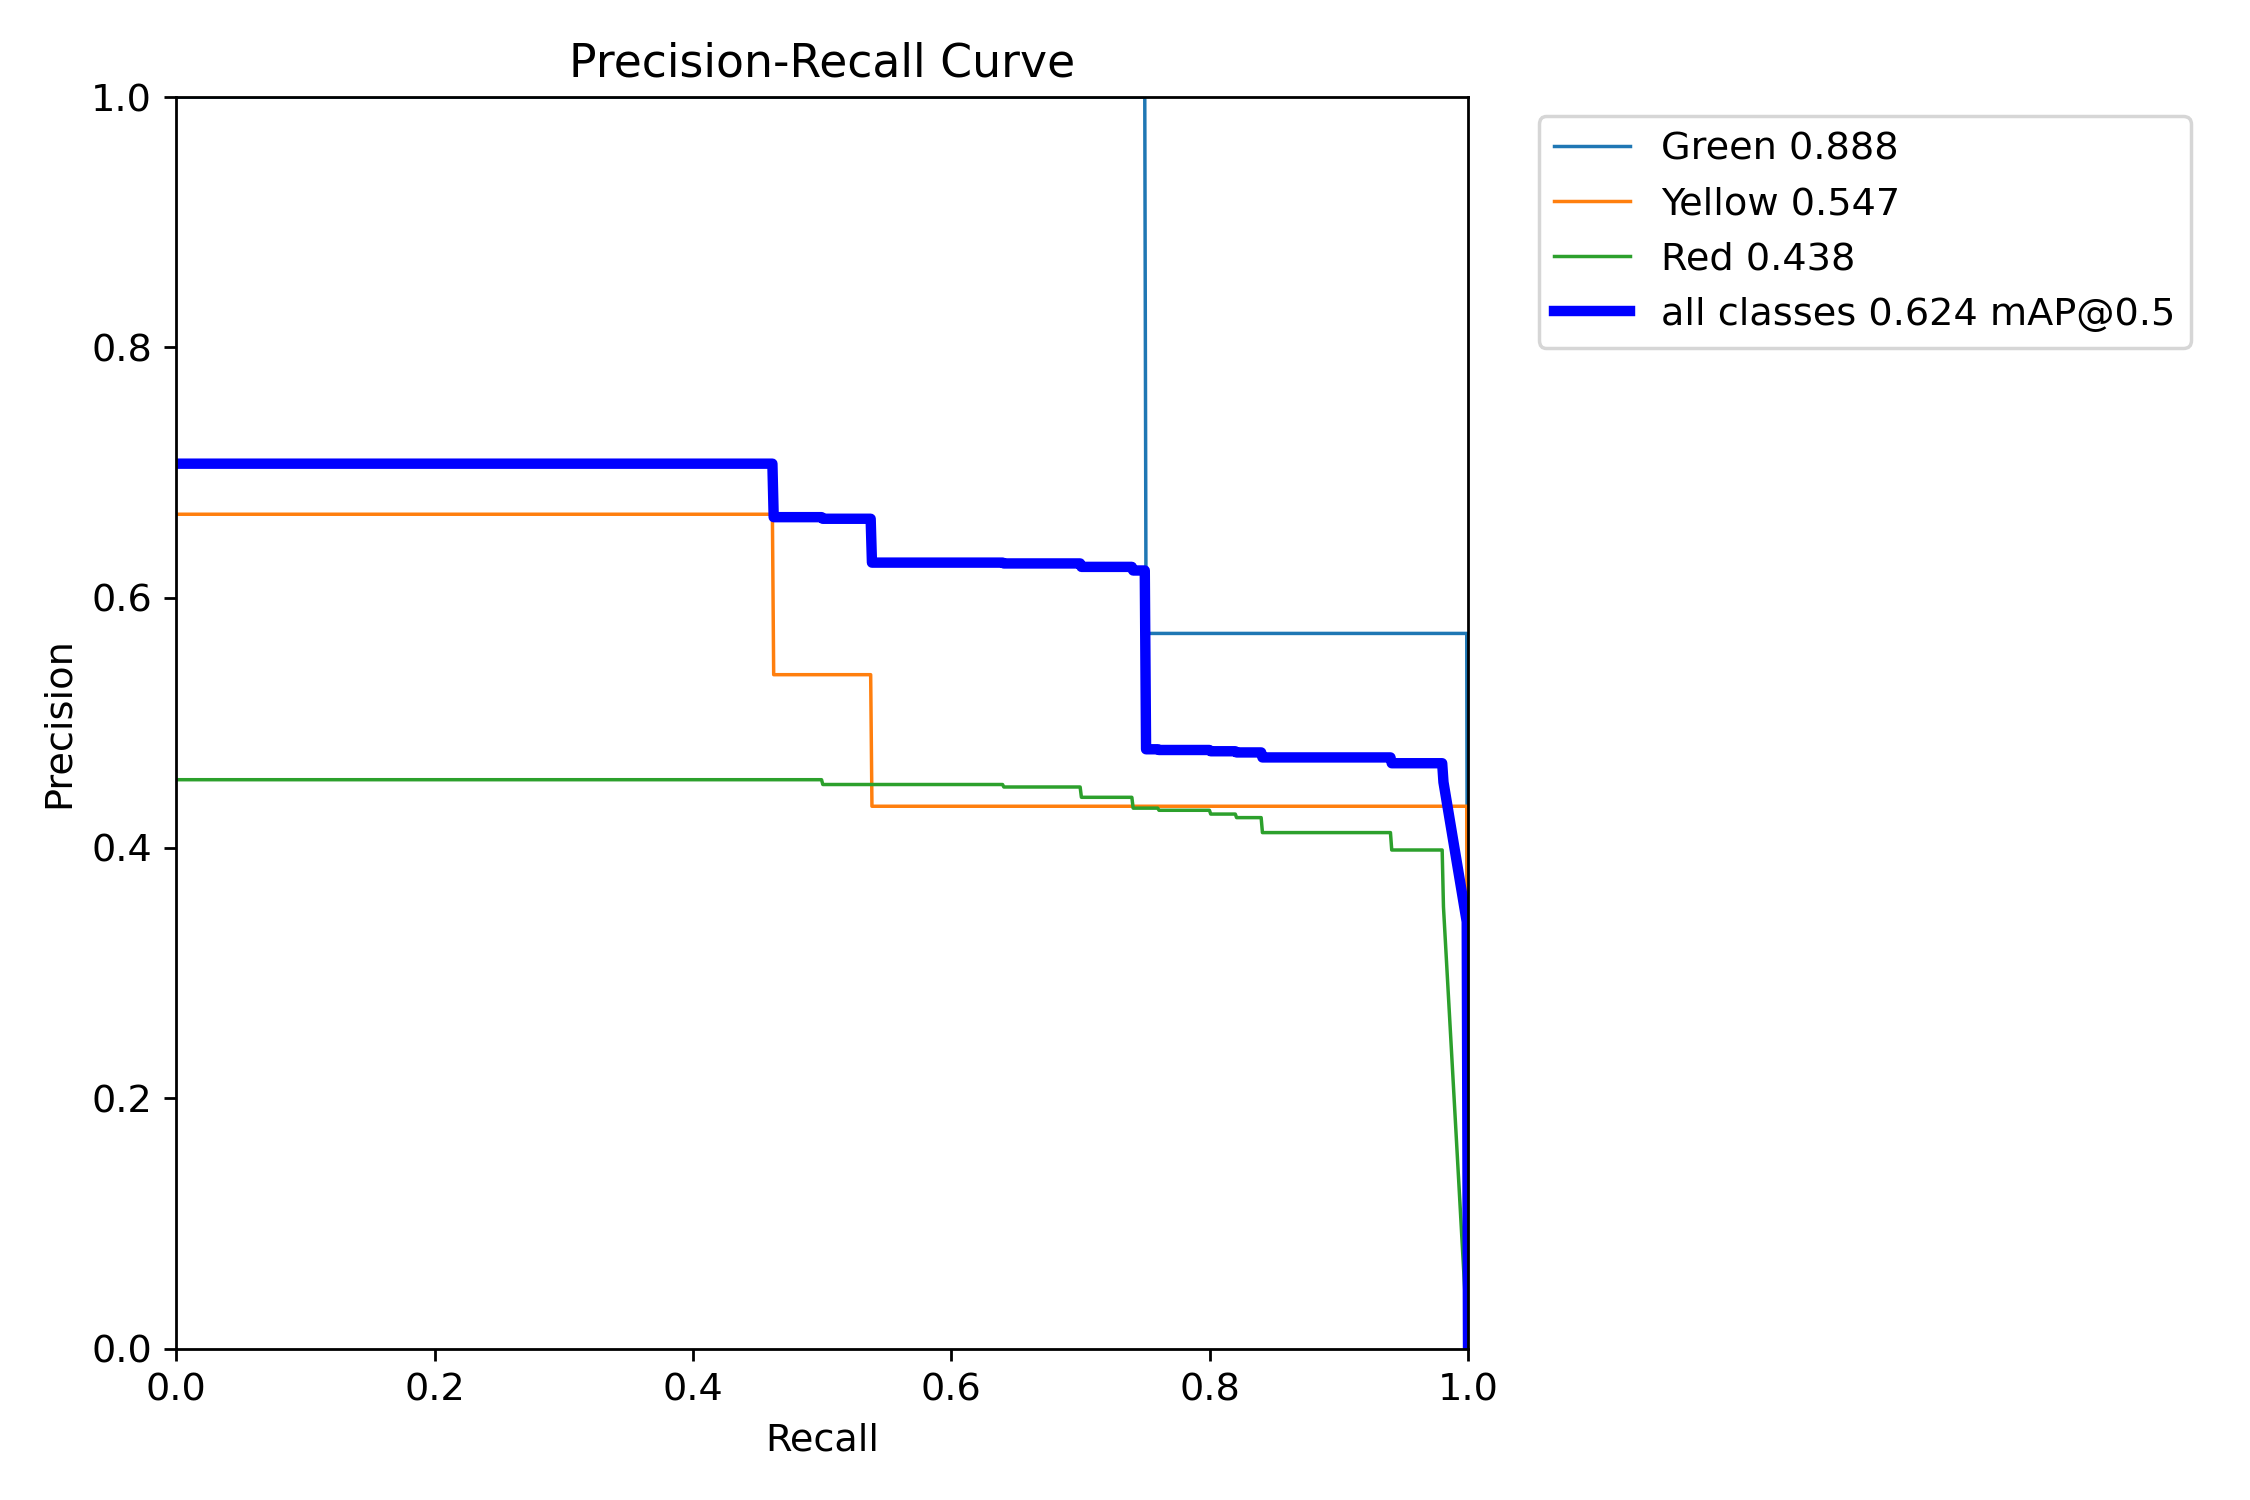 Precision-Recall Curve
1.0
0.8
0.6
0.4
0.2
0.0
Precision
0.0 0.2 0.4 0.6 0.8 1.0
Recall
Green 0.888
Yellow 0.547
Red 0.438
all classes 0.624 mAP@0.5